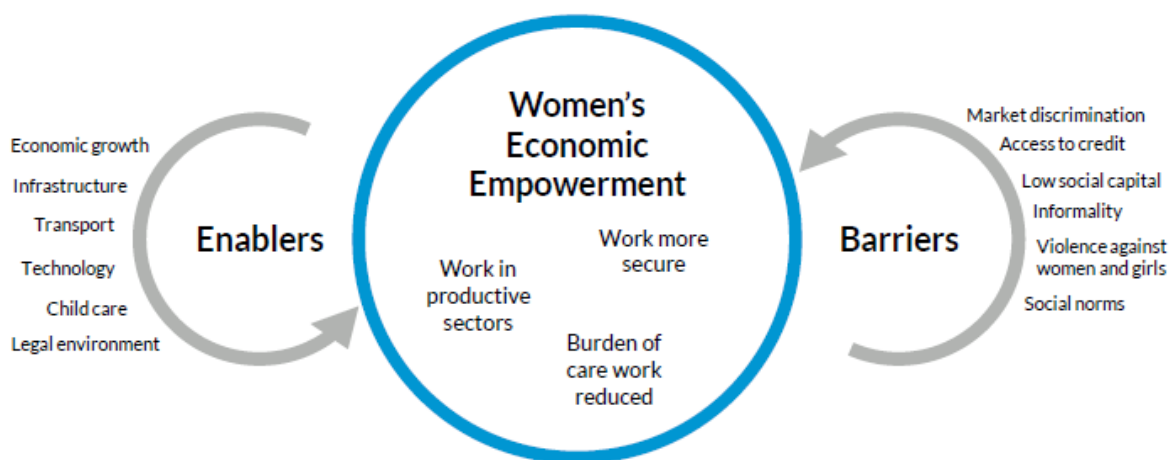 Economic growth
Infrastructure
Transport
Technology
Child care
Legal environment
Enablers
Women’s
Economic
Empowerment
Work more
secure
Work in
productive
sectors
Burden of
care work
reduced
Barriers
Market discrimination
Access to credit
Low social capital
Informality
Violence against
women and girls
Social norms